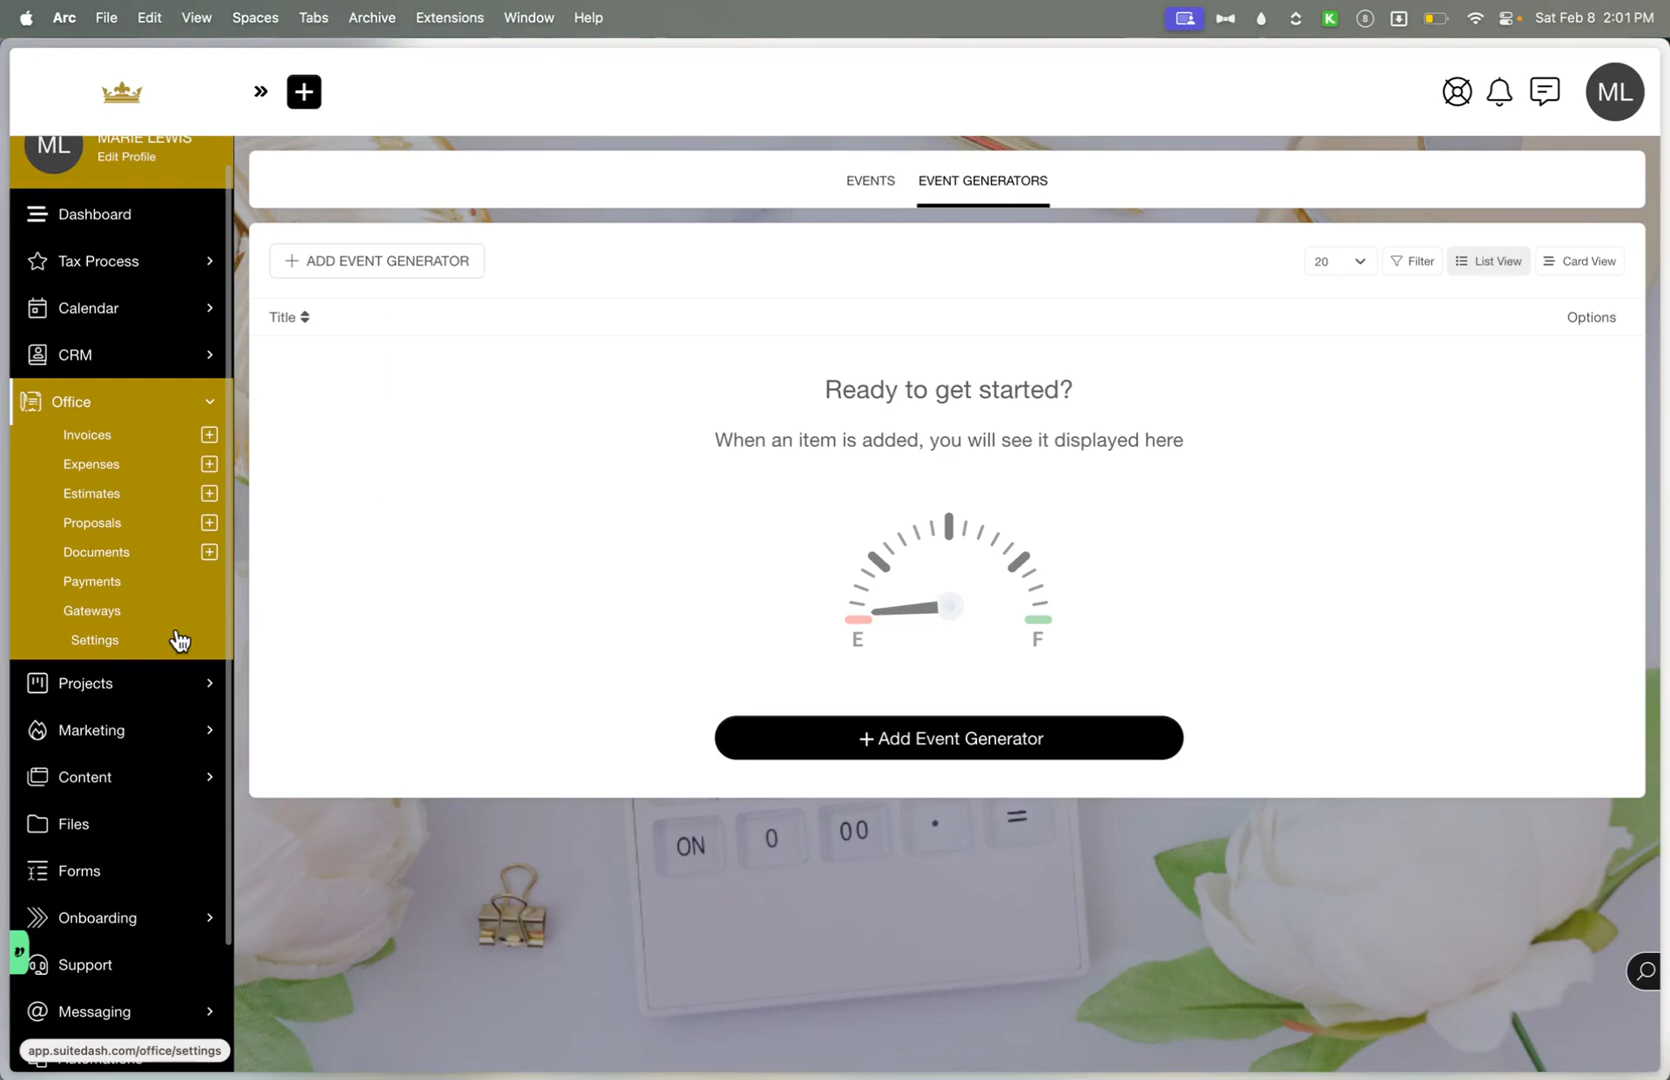 Arc File Edit View Spaces Tabs Archive Extensions Window Help K 8 Sat Feb 8 2:01 PM
ML
ML MARIE LEWIS
Edit Profile
EVENTS EVENT GENERATORS
Dashboard
Tax Process
ADD EVENT GENERATOR 20 Filter List View Card View
Calendar
Title Options
CRM
Ready to get started?
Office
Invoices
When an item is added, you will see it displayed here
Expenses
Estimates
Proposals
Documents
Payments
Gateways
Settings
E F
Projects
Marketing
+ Add Event Generator
Content
Files
ON 0 00 • =
Forms
Onboarding
Support
Messaging
app.suitedash.com/office/settings